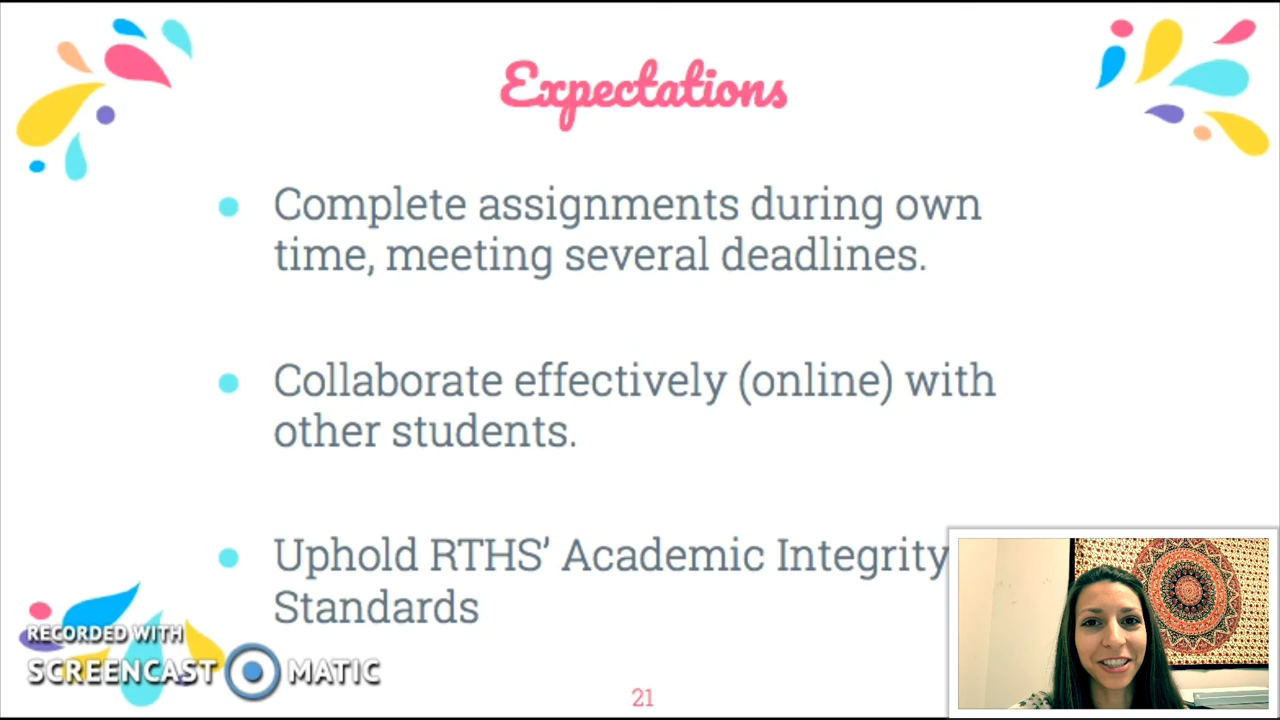 Expectations
Complete assignments during own
time, meeting several deadlines.
Collaborate effectively (online) with
other students.
Uphold RTHS’ Academic Integrity
Standards
RECORDED WITH
SCREENCAST MATIC
21